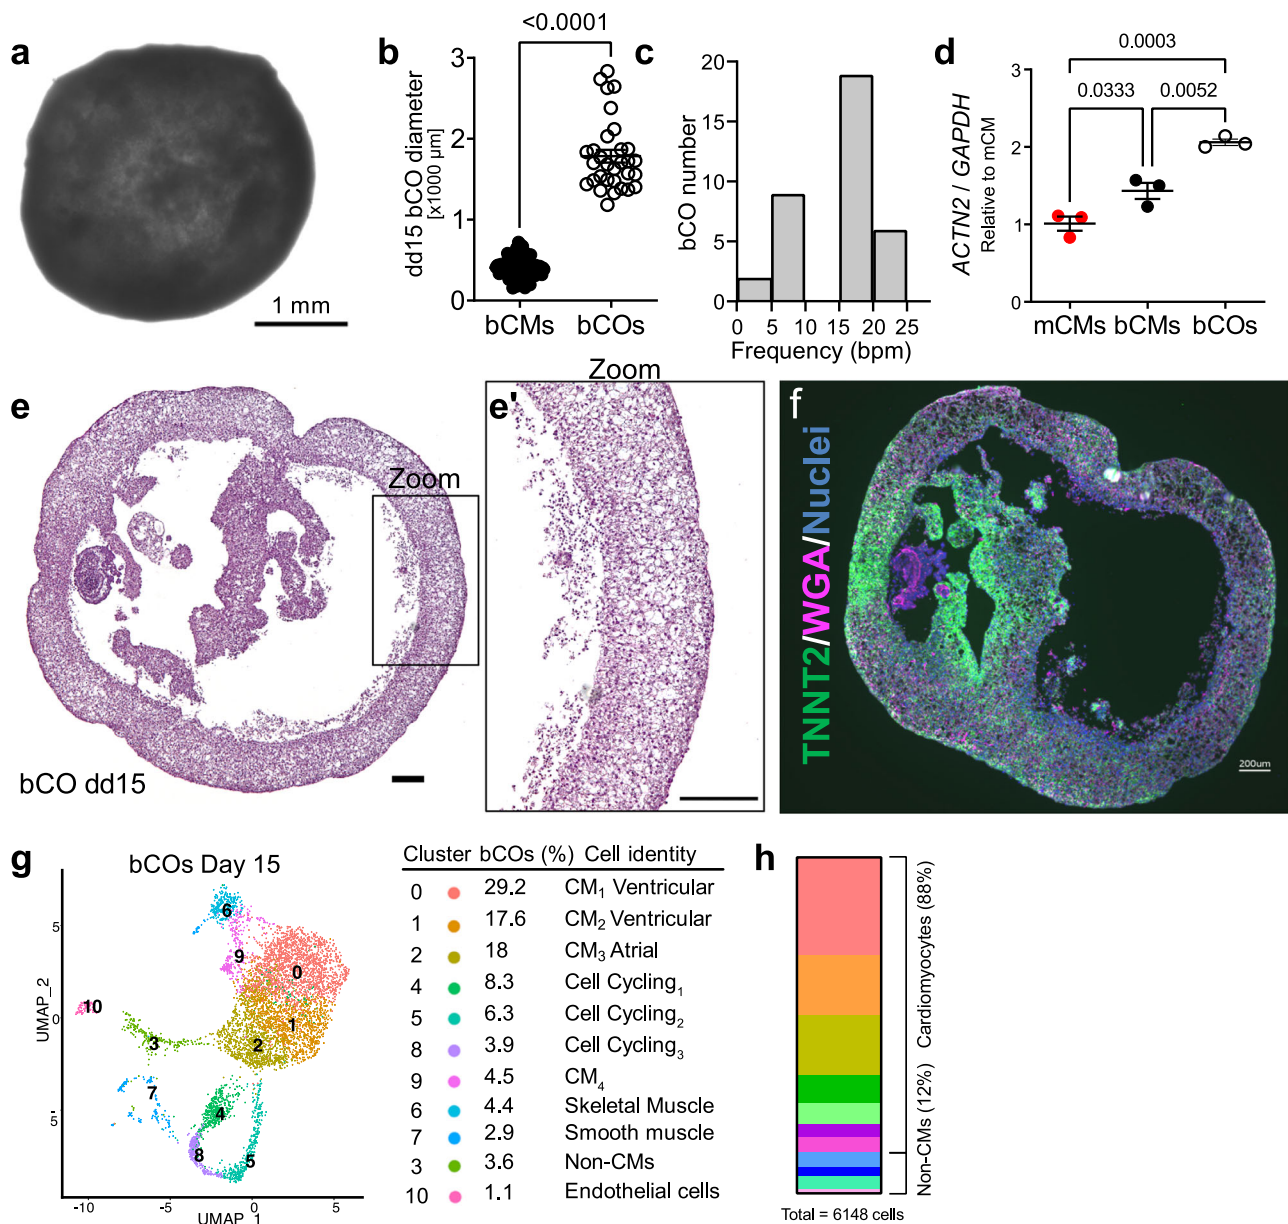 a
1 mm
b
<0.0001
dd15 bCO diameter
[x1000 µm]
3
2
1
0
bCMs
bCOs
c
bCO number
20
15
10
5
0
0
5
10
15
20
25
Frequency (bpm)
d
0.0003
0.0333
0.0052
ACTN2 / GAPDH
Relative to mCM
3
2
1
0
mCMs
bCMs
bCOs
e
Zoom
bCO dd15
Zoom
e'
f
TNNT2/WGA/Nuclei
200um
g
bCOs Day 15
UMAP_2
5
0
5'
-10
-5
0
5
UMAP_1
6
9
0
10
1
3
2
7
4
8
5
Cluster bCOs (%) Cell identity
0 29.2 CM1 Ventricular
1 17.6 CM2 Ventricular
2 18 CM3 Atrial
4 8.3 Cell Cycling1
5 6.3 Cell Cycling2
8 3.9 Cell Cycling3
9 4.5 CM4
6 4.4 Skeletal Muscle
7 2.9 Smooth muscle
3 3.6 Non-CMs
10 1.1 Endothelial cells
h
Cardiomyocytes (88%)
Non-CMs (12%)
Total = 6148 cells